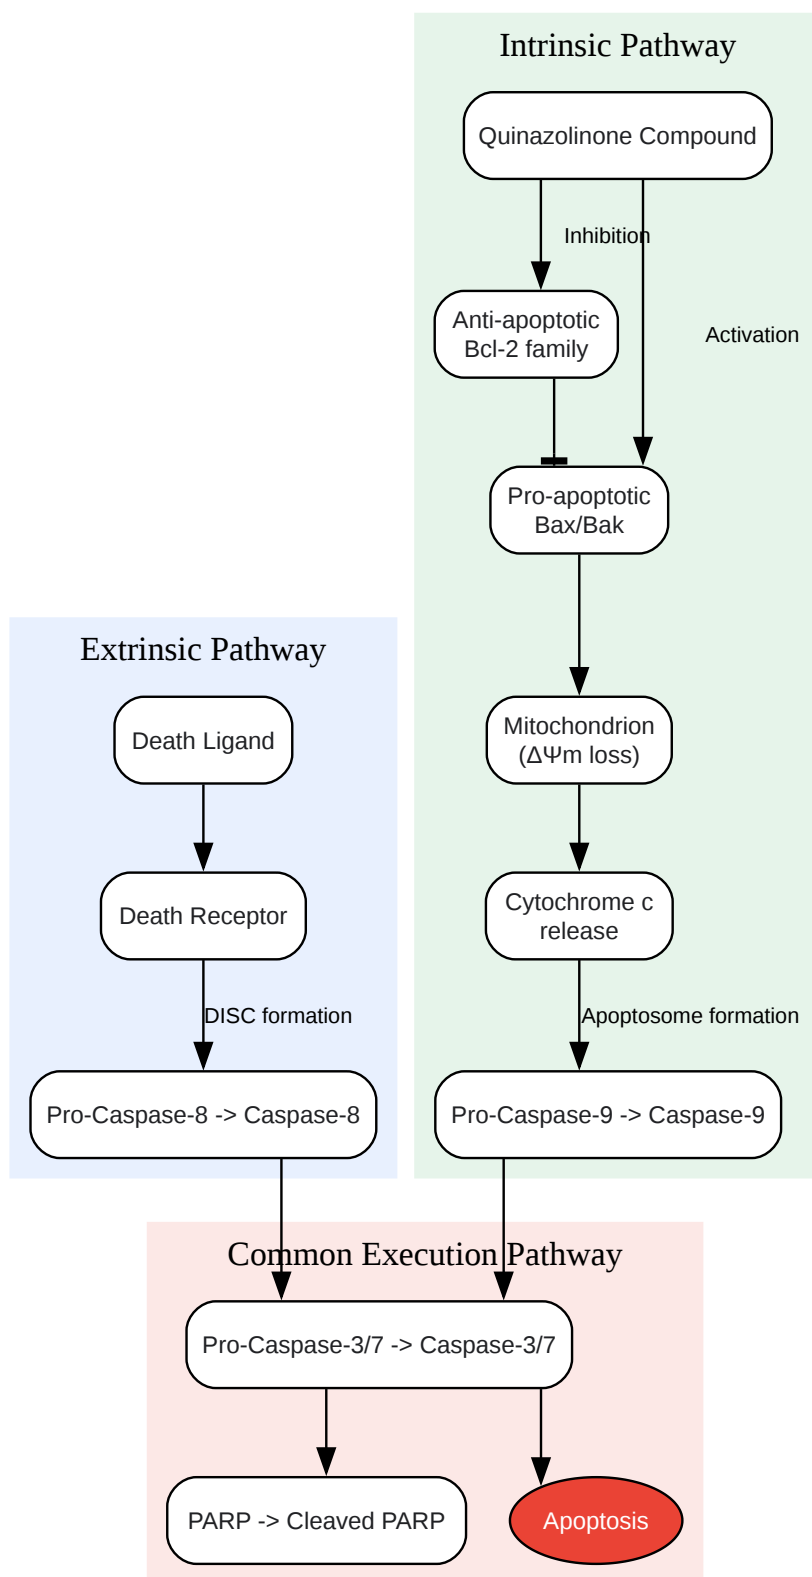 Intrinsic Pathway
Quinazolinone Compound
Inhibition
Anti-apoptotic
Bcl-2 family
Activation
Pro-apoptotic
Bax/Bak
Extrinsic Pathway
Death Ligand
Mitochondrion
(ΔΨm loss)
Death Receptor
Cytochrome c
release
DISC formation
Apoptosome formation
Pro-Caspase-8 -> Caspase-8
Pro-Caspase-9 -> Caspase-9
Common Execution Pathway
Pro-Caspase-3/7 -> Caspase-3/7
PARP -> Cleaved PARP
Apoptosis